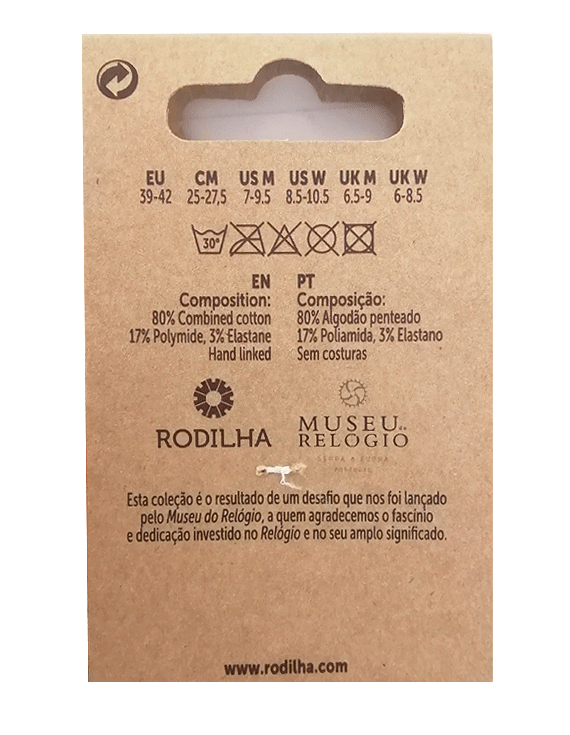 EU CM US M US W UK M UK W
39-42 25-27,5 7-9.5 8.5-10.5 6.5-9 6-8.5
30°
EN
Composition:
80% Combined cotton
17% Polymide, 3% Elastane
Hand linked
PT
Composição:
80% Algodão penteado
17% Poliamida, 3% Elastano
Sem costuras
RODILHA
MUSEU do
RELOGIO
SERPA & ÉVORA
PORTUGAL
Esta coleção é o resultado de um desafio que nos foi lançado
pelo Museu do Relógio, a quem agradecemos o fascínio
e dedicação investido no Relógio e no seu amplo significado.
www.rodilha.com